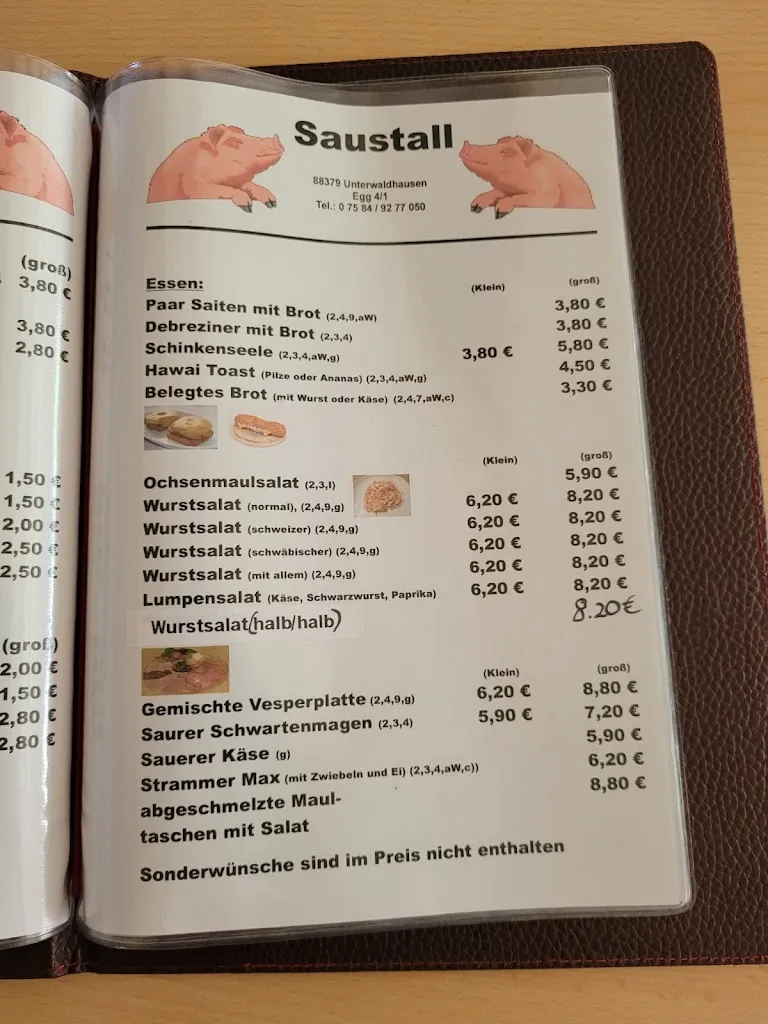 (groß)
3,80 €
3,80 €
2,80 €
1,50 €
1,50 €
2,00 €
2,50 €
2,50 €
(groß)
2,00 €
1,50 €
2,80 €
2,80 €
Saustall
88379 Unterwaldhausen
Egg 4/1
Tel.: 0 75 84 / 92 77 050
Essen: (Klein) (groß)
Paar Saiten mit Brot (2,4,9,aW) 3,80 €
Debreziner mit Brot (2,3,4) 3,80 €
Schinkenseele (2,3,4,aW,g) 3,80 € 5,80 €
Hawai Toast (Pilze oder Ananas) (2,3,4,aW,g) 4,50 €
Belegtes Brot (mit Wurst oder Käse) (2,4,7,aW,c) 3,30 €
(Klein) (groß)
Ochsenmaulsalat (2,3,l) 5,90 €
Wurstsalat (normal), (2,4,9,g) 6,20 € 8,20 €
Wurstsalat (schweizer) (2,4,9,g) 6,20 € 8,20 €
Wurstsalat (schwäbischer) (2,4,9,g) 6,20 € 8,20 €
Wurstsalat (mit allem) (2,4,9,g) 6,20 € 8,20 €
Lumpensalat (Käse, Schwarzwurst, Paprika) 6,20 € 8,20 €
Wurstsalat(halb/halb) 8.20€
(Klein) (groß)
Gemischte Vesperplatte (2,4,9,g) 6,20 € 8,80 €
Saurer Schwartenmagen (2,3,4) 5,90 € 7,20 €
Sauerer Käse (g) 5,90 €
Strammer Max (mit Zwiebeln und Ei) (2,3,4,aW,c)) 6,20 €
abgeschmelzte Maul- 8,80 €
taschen mit Salat
Sonderwünsche sind im Preis nicht enthalten